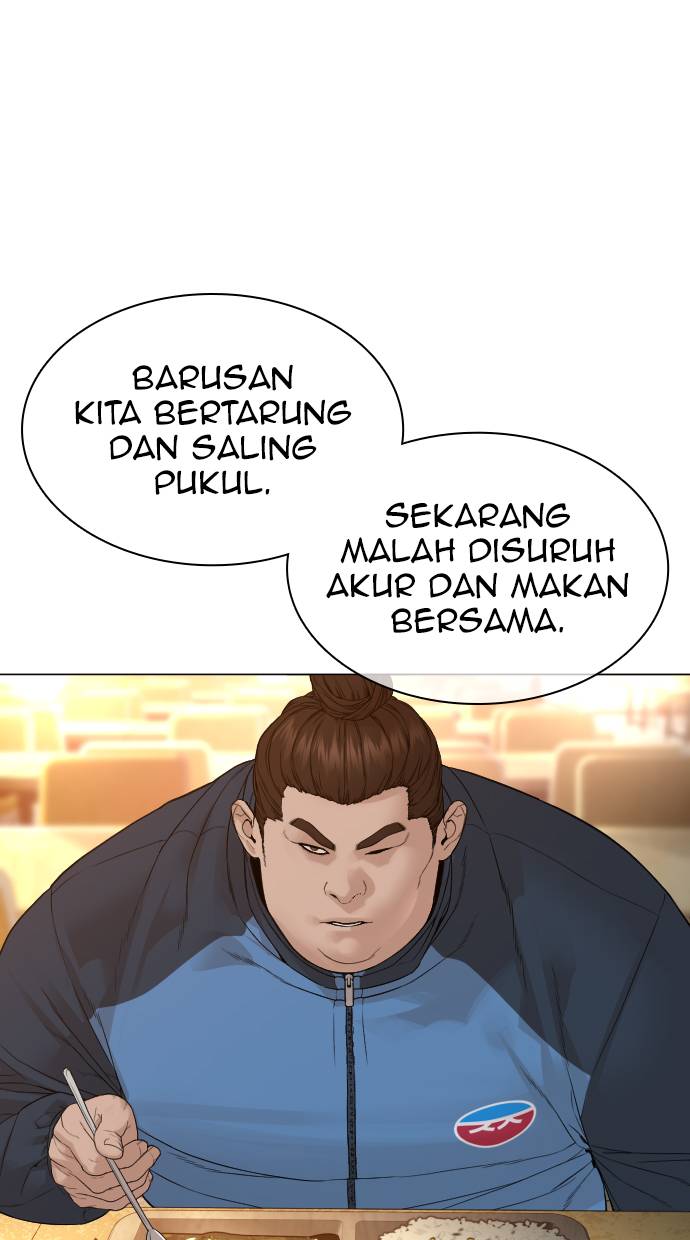 BARUSAN
KITA BERTARUNG
DAN SALING
PUKUL.
SEKARANG
MALAH DISURUH
AKUR DAN MAKAN
BERSAMA.